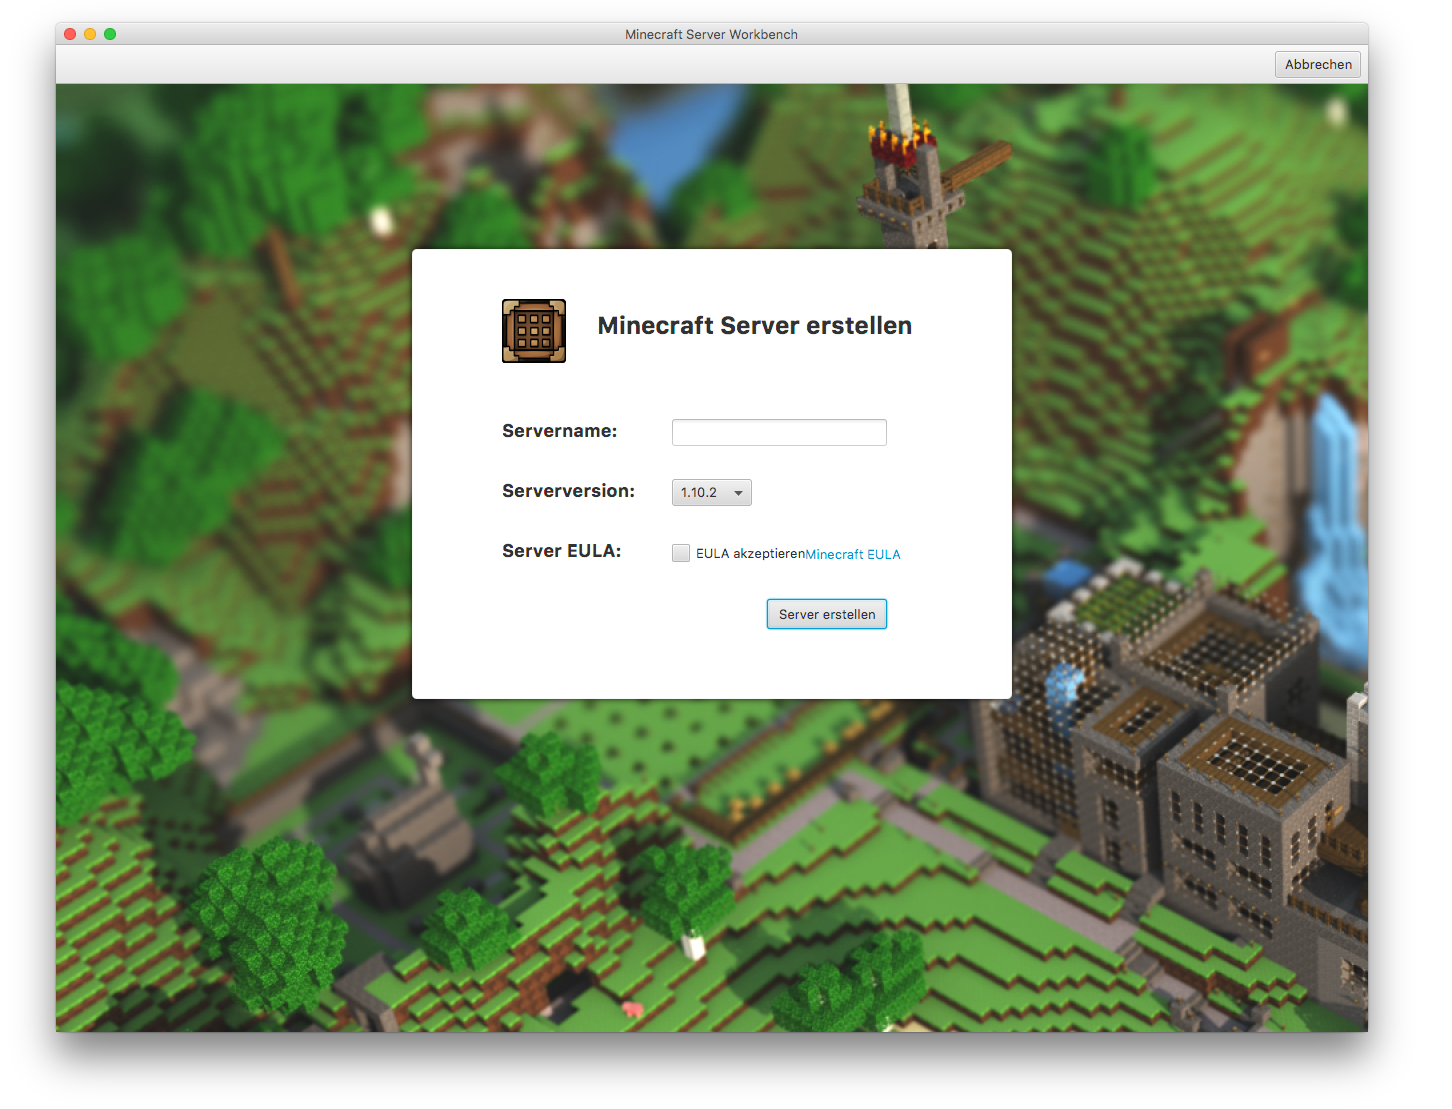 Minecraft Server Workbench
Abbrechen
Minecraft Server erstellen
Servername:
Serverversion: 1.10.2
Server EULA: EULA akzeptierenMinecraft EULA
Server erstellen